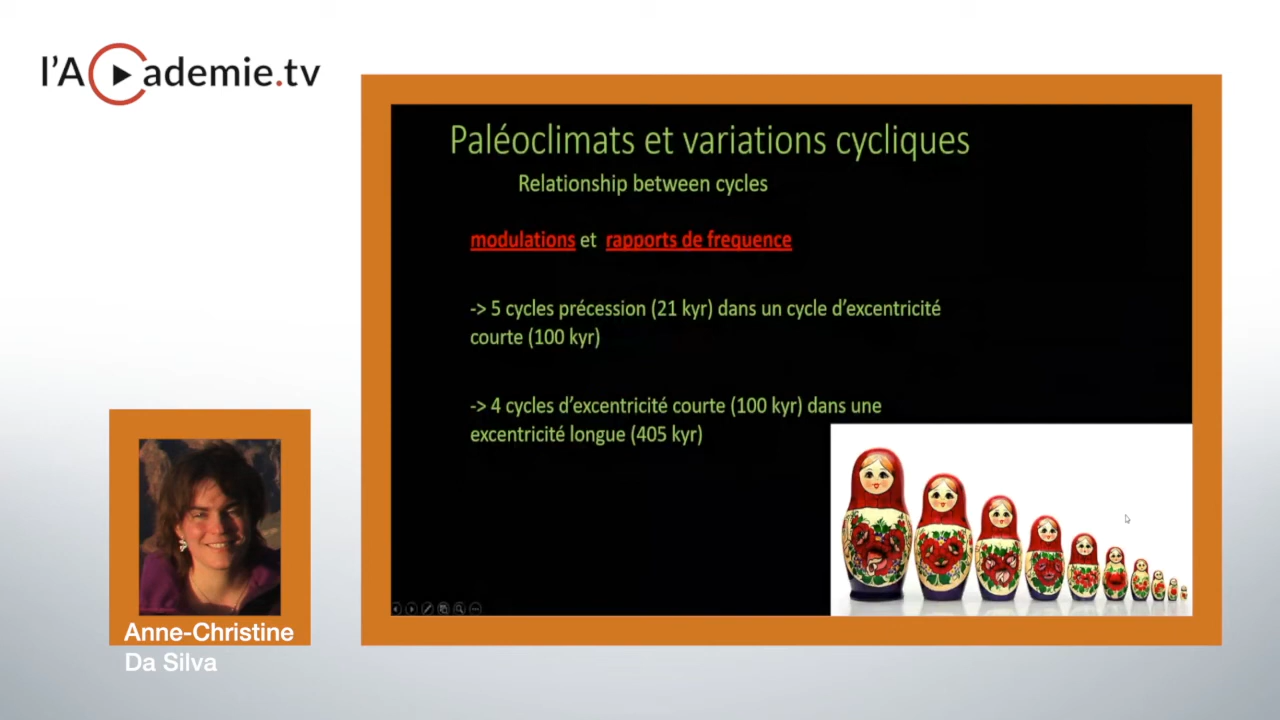 l'Academie.tv
Paléoclimats et variations cycliques
Relationship between cycles
modulations et rapports de frequence
-> 5 cycles précession (21 kyr) dans un cycle d'excentricité
courte (100 kyr)
-> 4 cycles d'excentricité courte (100 kyr) dans une
excentricité longue (405 kyr)
Anne-Christine
Da Silva